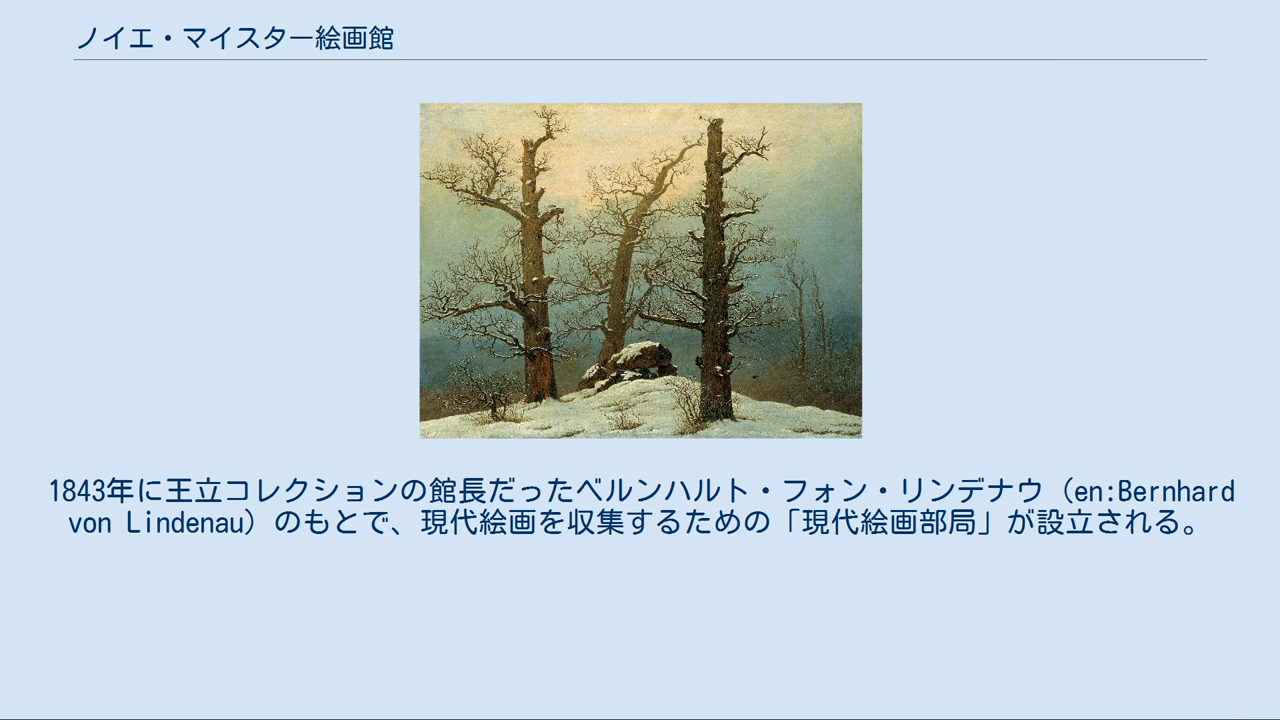 ノイエ・マイスター絵画館
1843年に王立コレクションの館長だったベルンハルト・フォン・リンデナウ（en:Bernhard
von Lindenau）のもとで、現代絵画を収集するための「現代絵画部局」が設立される。